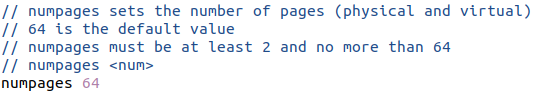 // numpages sets the number of pages (physical and virtual)
// 64 is the default value
// numpages must be at least 2 and no more than 64
// numpages <num>
numpages 64